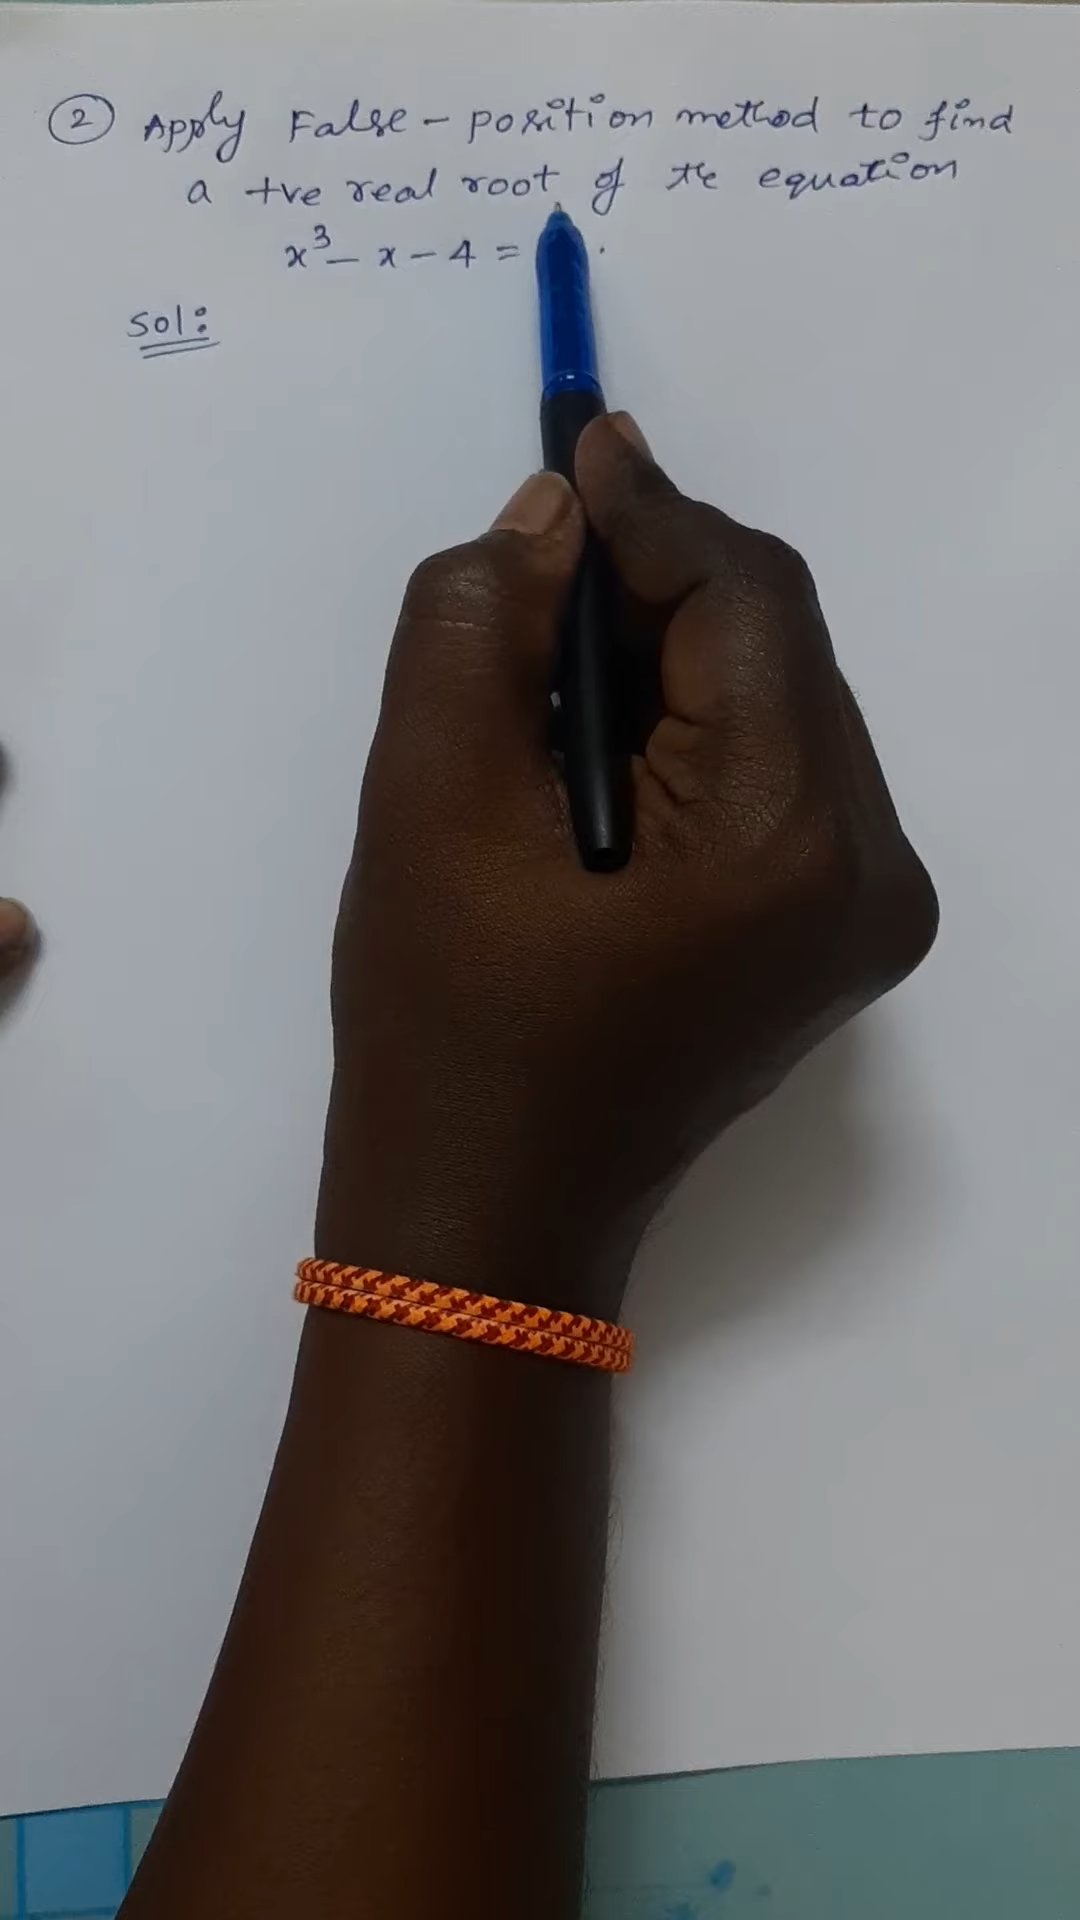 ② Apply False - position method to find
a +ve real root of the equation
x³ - x - 4 = .
Sol: